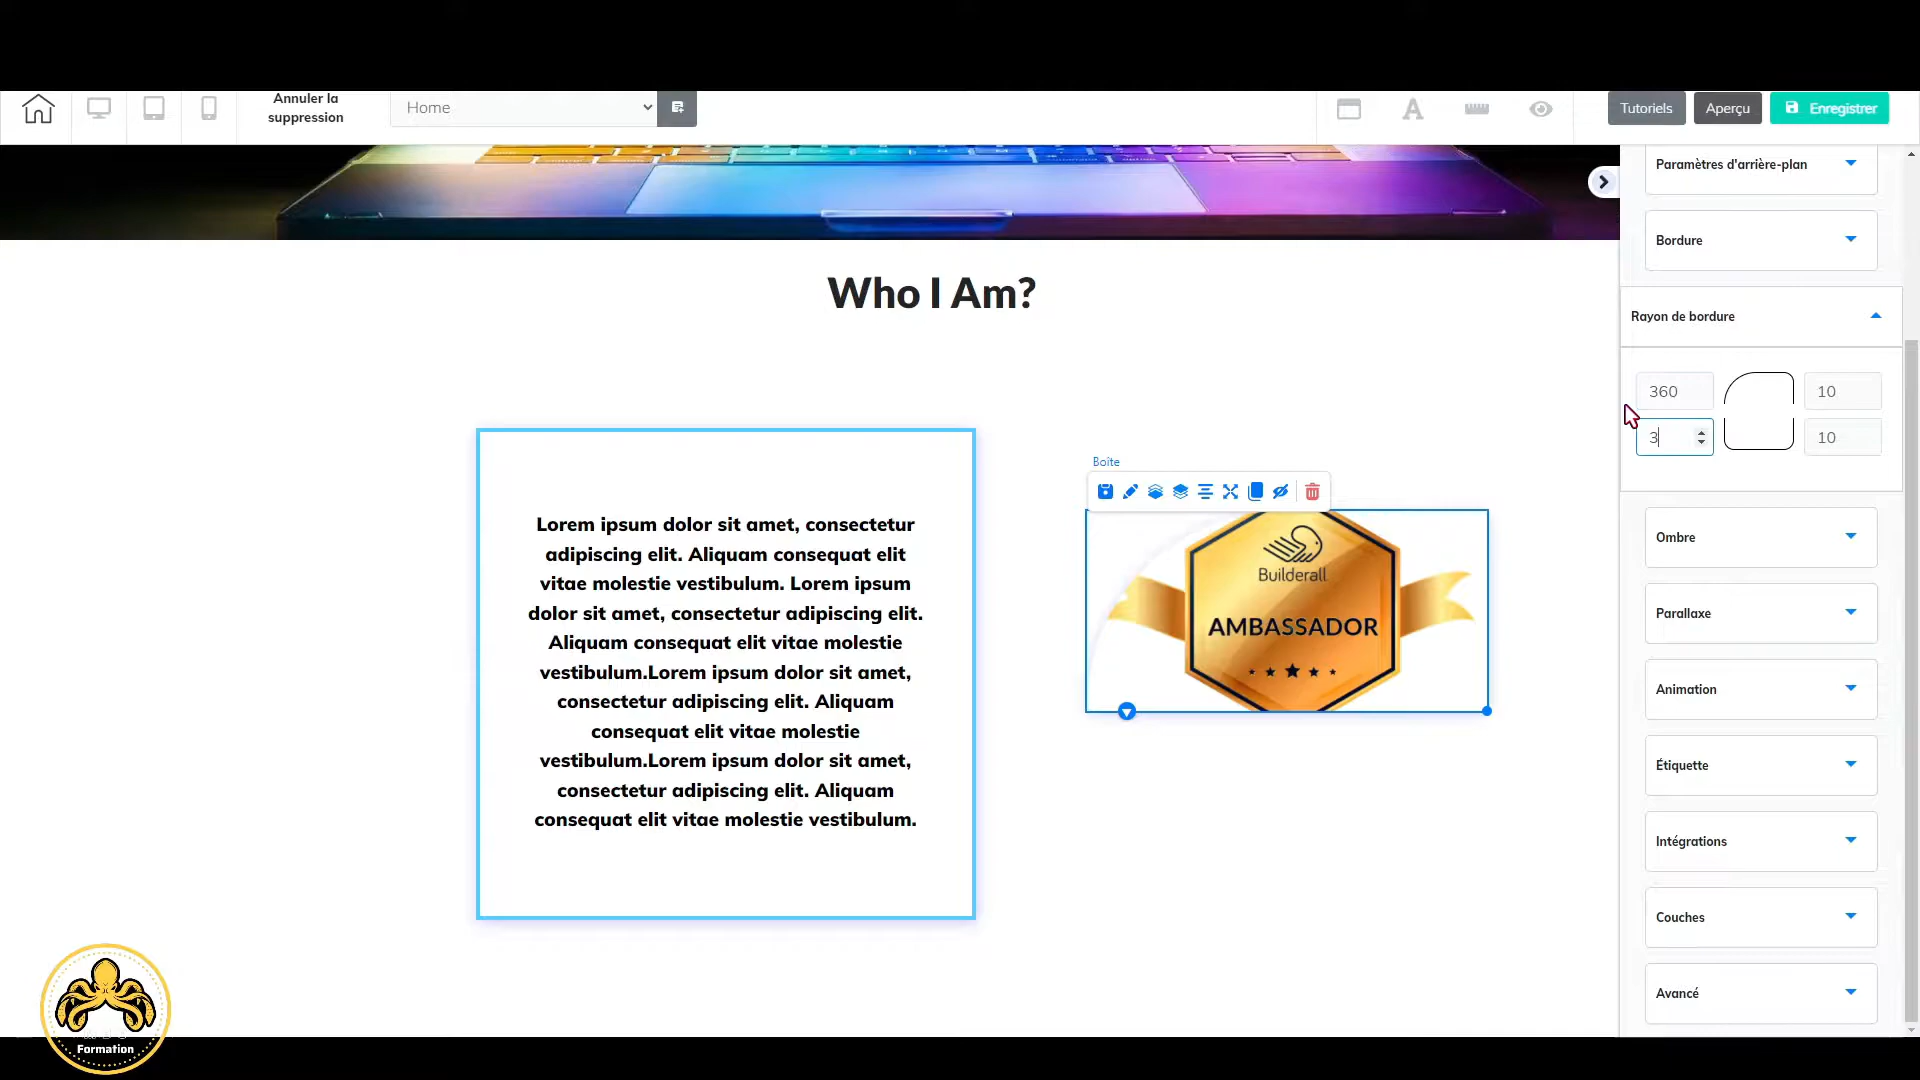 Annuler la
suppression
Home
Tutoriels
Aperçu
Enregistrer
Paramètres d'arrière-plan
Bordure
Rayon de bordure
360
10
3
10
Ombre
Parallaxe
Animation
Étiquette
Intégrations
Couches
Avancé
Who I Am?
Lorem ipsum dolor sit amet, consectetur
adipiscing elit. Aliquam consequat elit
vitae molestie vestibulum. Lorem ipsum
dolor sit amet, consectetur adipiscing elit.
Aliquam consequat elit vitae molestie
vestibulum.Lorem ipsum dolor sit amet,
consectetur adipiscing elit. Aliquam
consequat elit vitae molestie
vestibulum.Lorem ipsum dolor sit amet,
consectetur adipiscing elit. Aliquam
consequat elit vitae molestie vestibulum.
Boîte
Builderall
AMBASSADOR
Formation